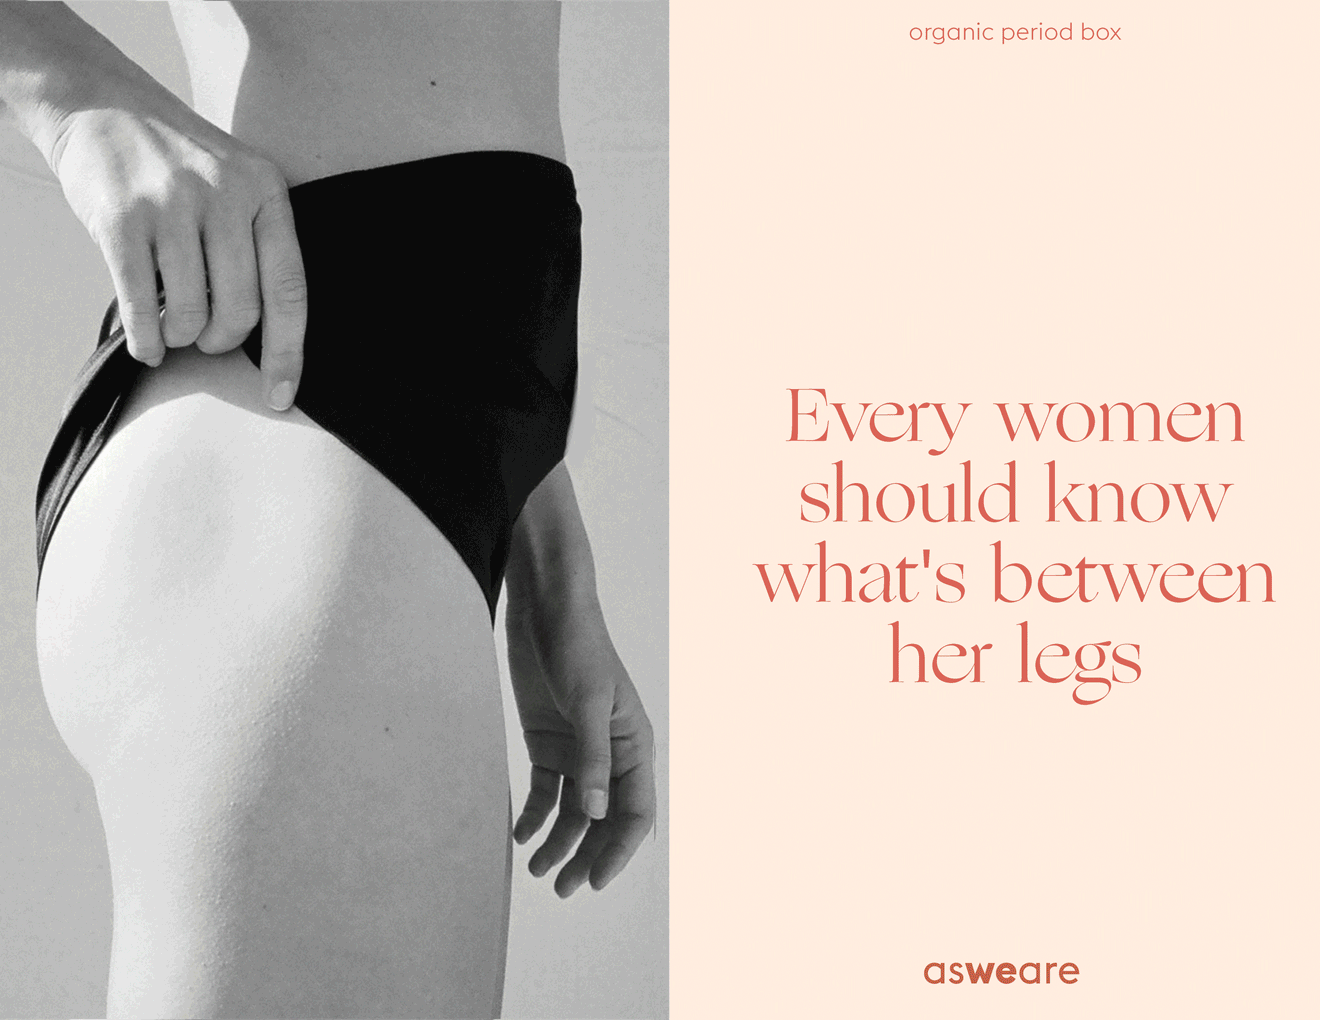 organic period box
Every women
should know
what's between
her legs
asweare